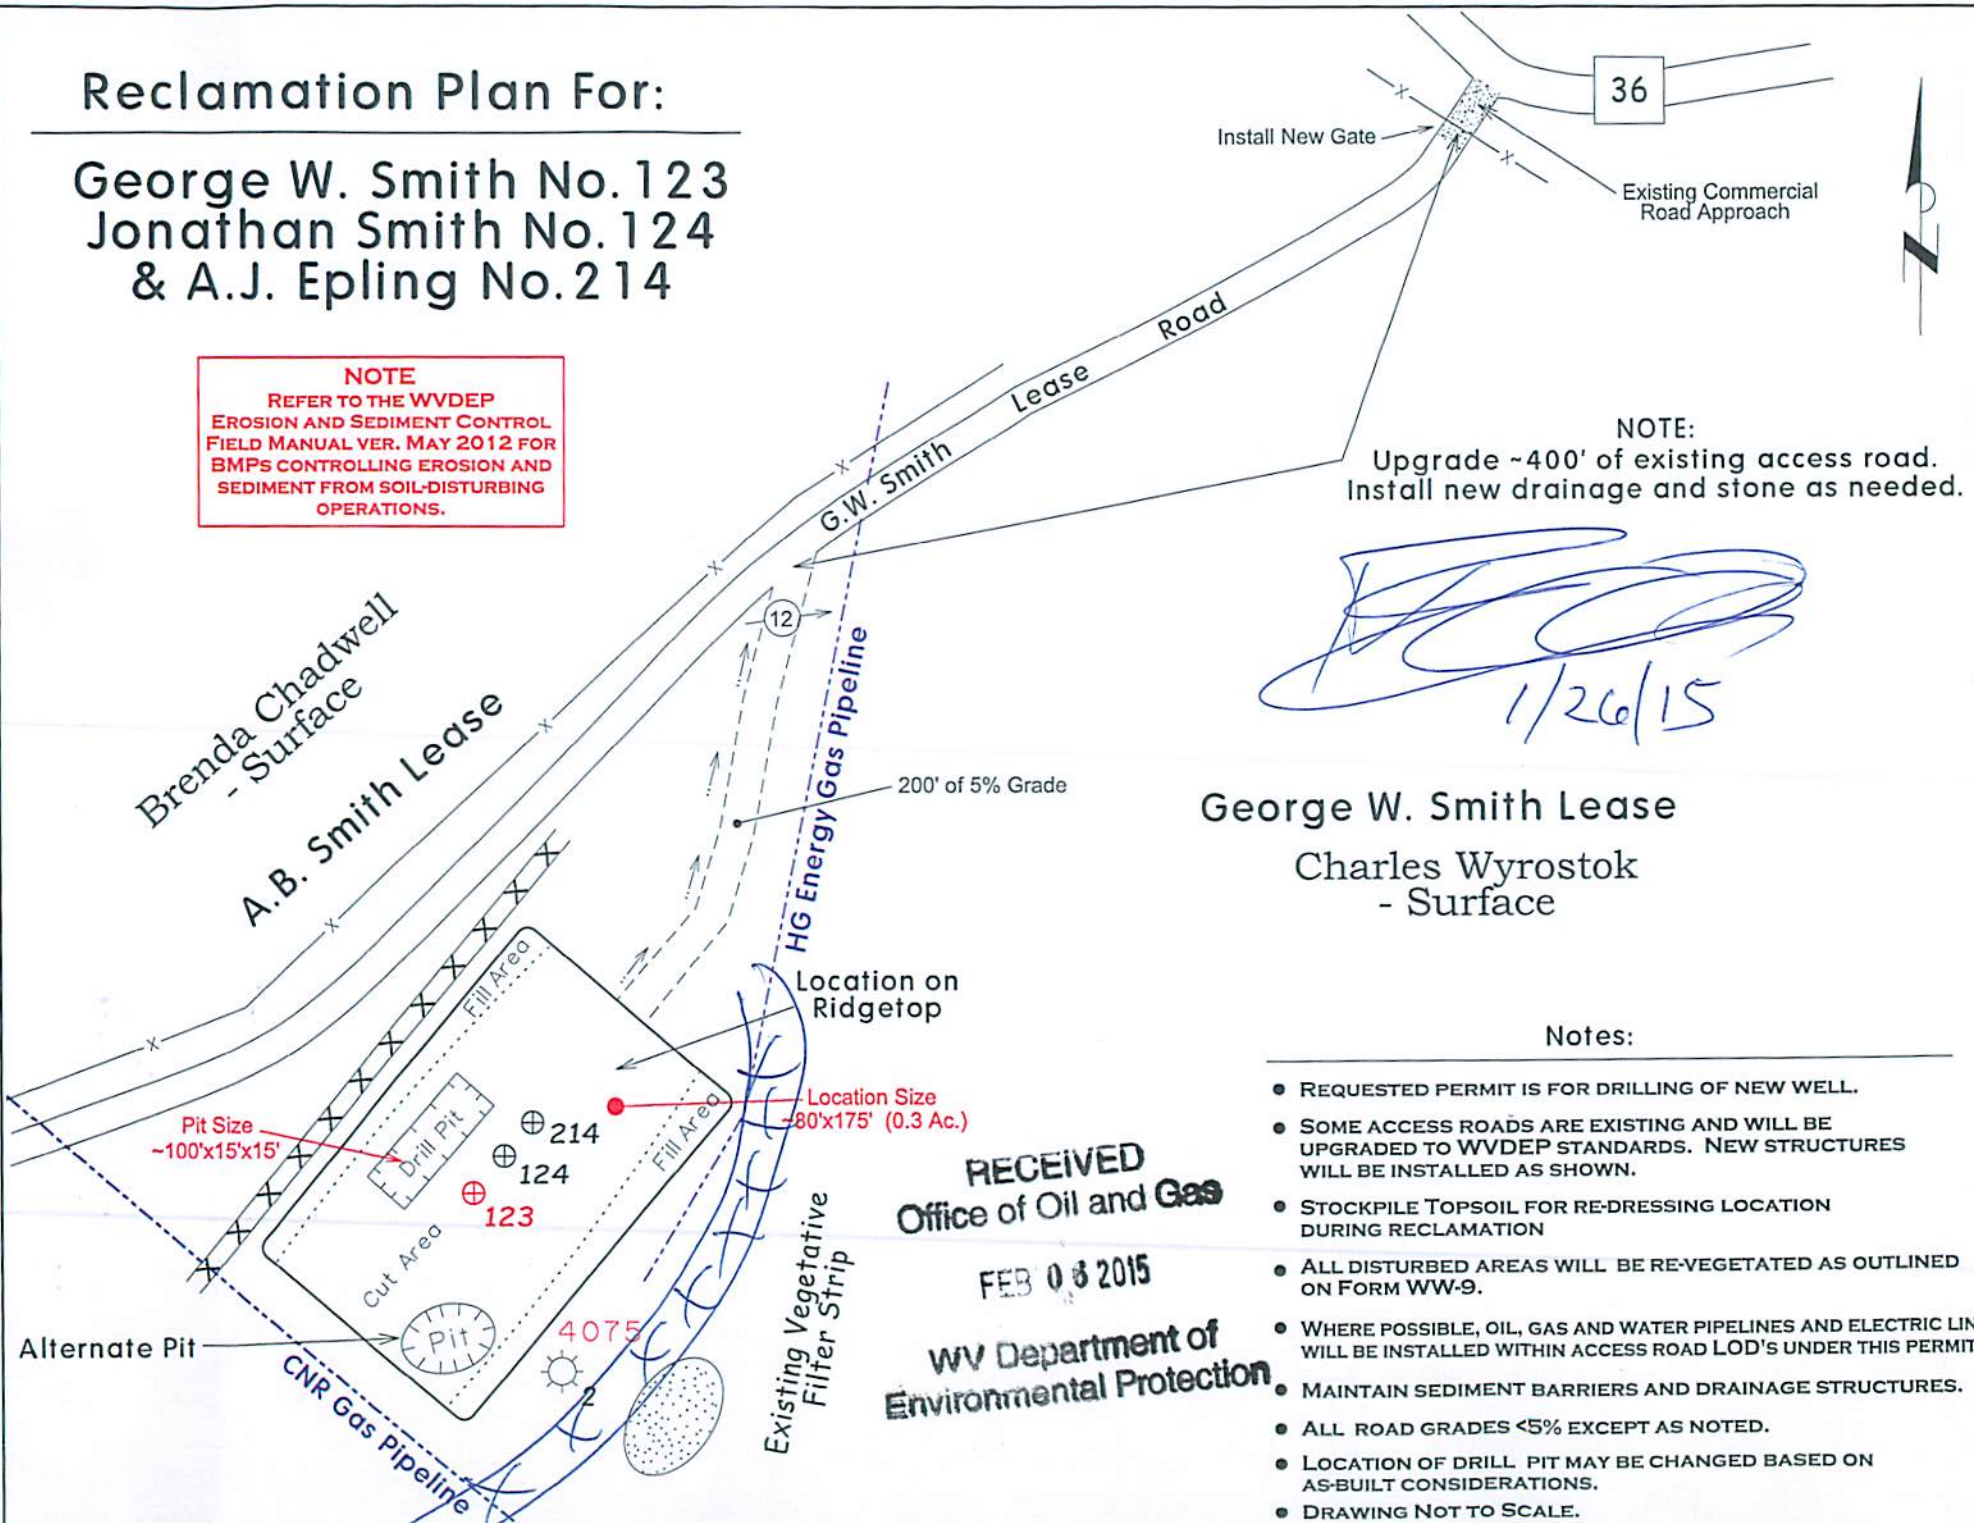 Reclamation Plan For:
George W. Smith No. 123
Jonathan Smith No. 124
& A.J. Epling No. 214
NOTE
REFER TO THE WVDEP
EROSION AND SEDIMENT CONTROL
FIELD MANUAL VER. MAY 2012 FOR
BMPS CONTROLLING EROSION AND
SEDIMENT FROM SOIL-DISTURBING
OPERATIONS.
36
Install New Gate
Existing Commercial
Road Approach
N
G.W. Smith Lease Road
NOTE:
Upgrade ~400' of existing access road.
Install new drainage and stone as needed.
1/26/15
12
HG Energy Gas Pipeline
200' of 5% Grade
Brenda Chadwell
- Surface
A.B. Smith Lease
George W. Smith Lease
Charles Wyrostok
- Surface
Location on
Ridgetop
Fill Area
Fill Area
Location Size
~80'x175' (0.3 Ac.)
Pit Size
~100'x15'x15'
Drill Pit
214
124
123
Cut Area
Alternate Pit
Pit
4075
2
CNR Gas Pipeline
Existing Vegetative
Filter Strip
RECEIVED
Office of Oil and Gas
FEB 2015
WV Department of
Environmental Protection
Notes:
• REQUESTED PERMIT IS FOR DRILLING OF NEW WELL.
• SOME ACCESS ROADS ARE EXISTING AND WILL BE
UPGRADED TO WVDEP STANDARDS. NEW STRUCTURES
WILL BE INSTALLED AS SHOWN.
• STOCKPILE TOPSOIL FOR RE-DRESSING LOCATION
DURING RECLAMATION
• ALL DISTURBED AREAS WILL BE RE-VEGETATED AS OUTLINED
ON FORM WW-9.
• WHERE POSSIBLE, OIL, GAS AND WATER PIPELINES AND ELECTRIC LIN
WILL BE INSTALLED WITHIN ACCESS ROAD LOD'S UNDER THIS PERMIT
• MAINTAIN SEDIMENT BARRIERS AND DRAINAGE STRUCTURES.
• ALL ROAD GRADES <5% EXCEPT AS NOTED.
• LOCATION OF DRILL PIT MAY BE CHANGED BASED ON
AS-BUILT CONSIDERATIONS.
• DRAWING NOT TO SCALE.